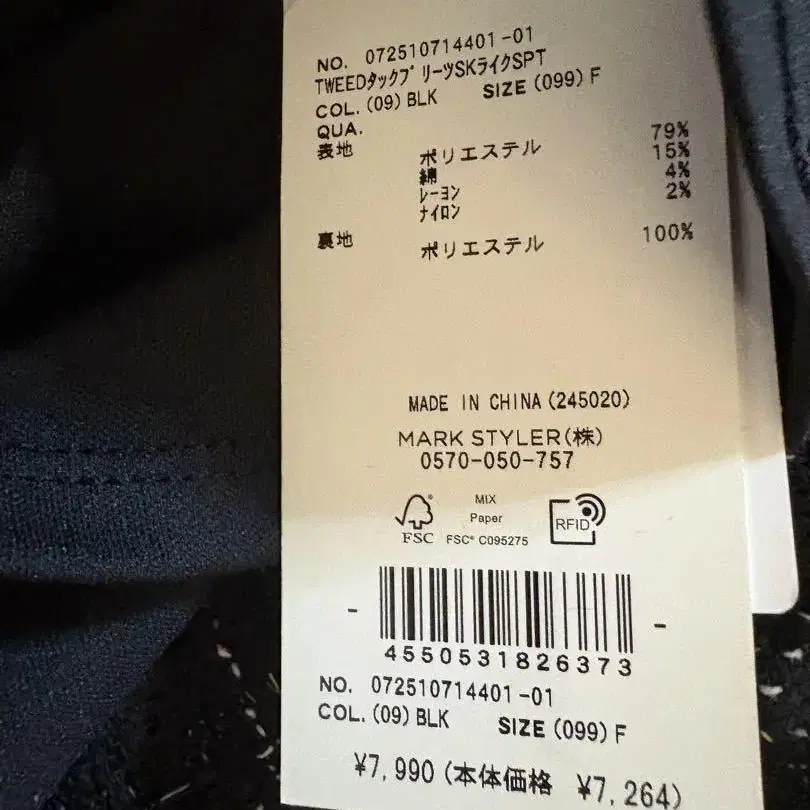 NO. 072510714401-01
TWEEDタックプリーツSKライクSPT
COL. (09) BLK SIZE (099) F
QUA.
表地 ポリエステル 79%
綿 15%
レーヨン 4%
ナイロン 2%
裏地 ポリエステル 100%
MADE IN CHINA (245020)
MARK STYLER(株)
0570-050-757
FSC
MIX
Paper
FSC® C095275
RFID
4550531826373
NO. 072510714401-01
COL. (09) BLK SIZE (099) F
¥7,990 (本体価格 ¥7,264)